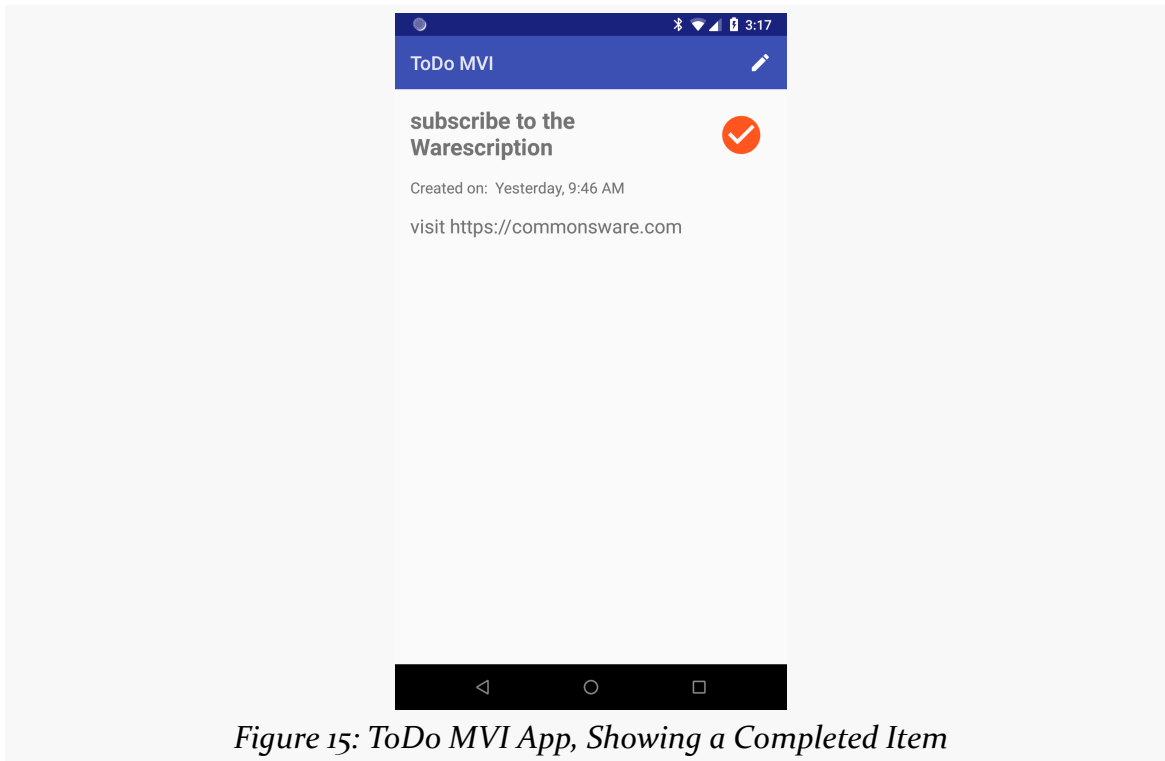 3:17
ToDo MVI
subscribe to the
Warescription
Created on: Yesterday, 9:46 AM
visit https://commonsware.com
Figure 15: ToDo MVI App, Showing a Completed Item